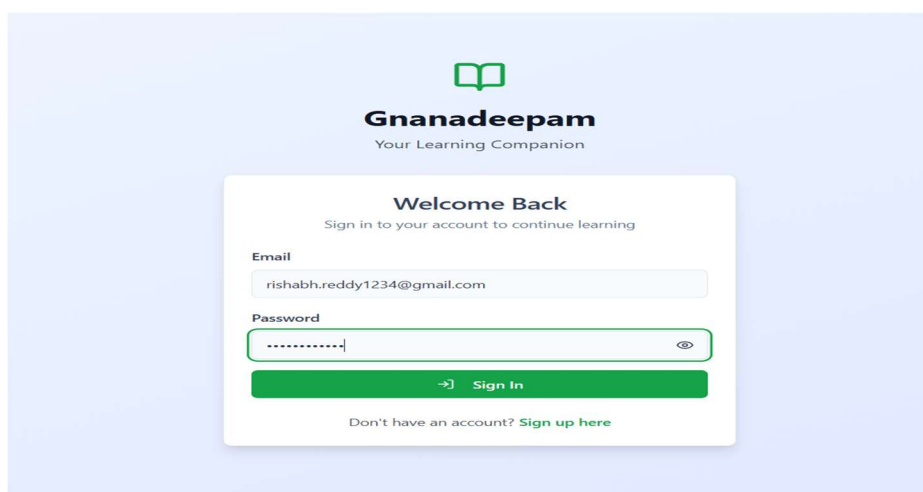 Gnanadeepam
Your Learning Companion
Welcome Back
Sign in to your account to continue learning
Email
rishabh.reddy1234@gmail.com
Password
••••••••••••
Sign In
Don't have an account? Sign up here